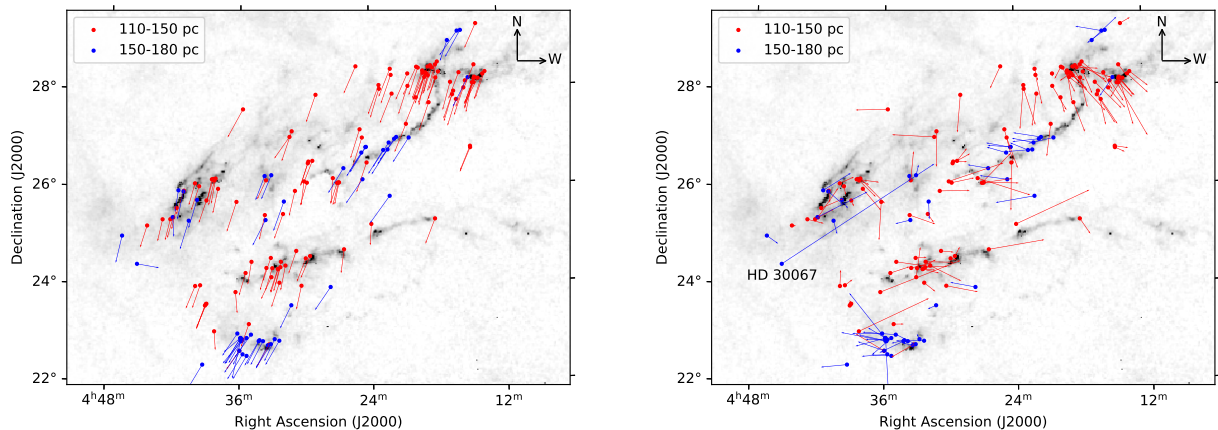 110-150 pc
150-180 pc
N
W
28°
26°
24°
22°
Declination (J2000)
4ʰ48ᵐ
36ᵐ
24ᵐ
12ᵐ
Right Ascension (J2000)
110-150 pc
150-180 pc
N
W
28°
26°
24°
22°
Declination (J2000)
HD 30067
4ʰ48ᵐ
36ᵐ
24ᵐ
12ᵐ
Right Ascension (J2000)